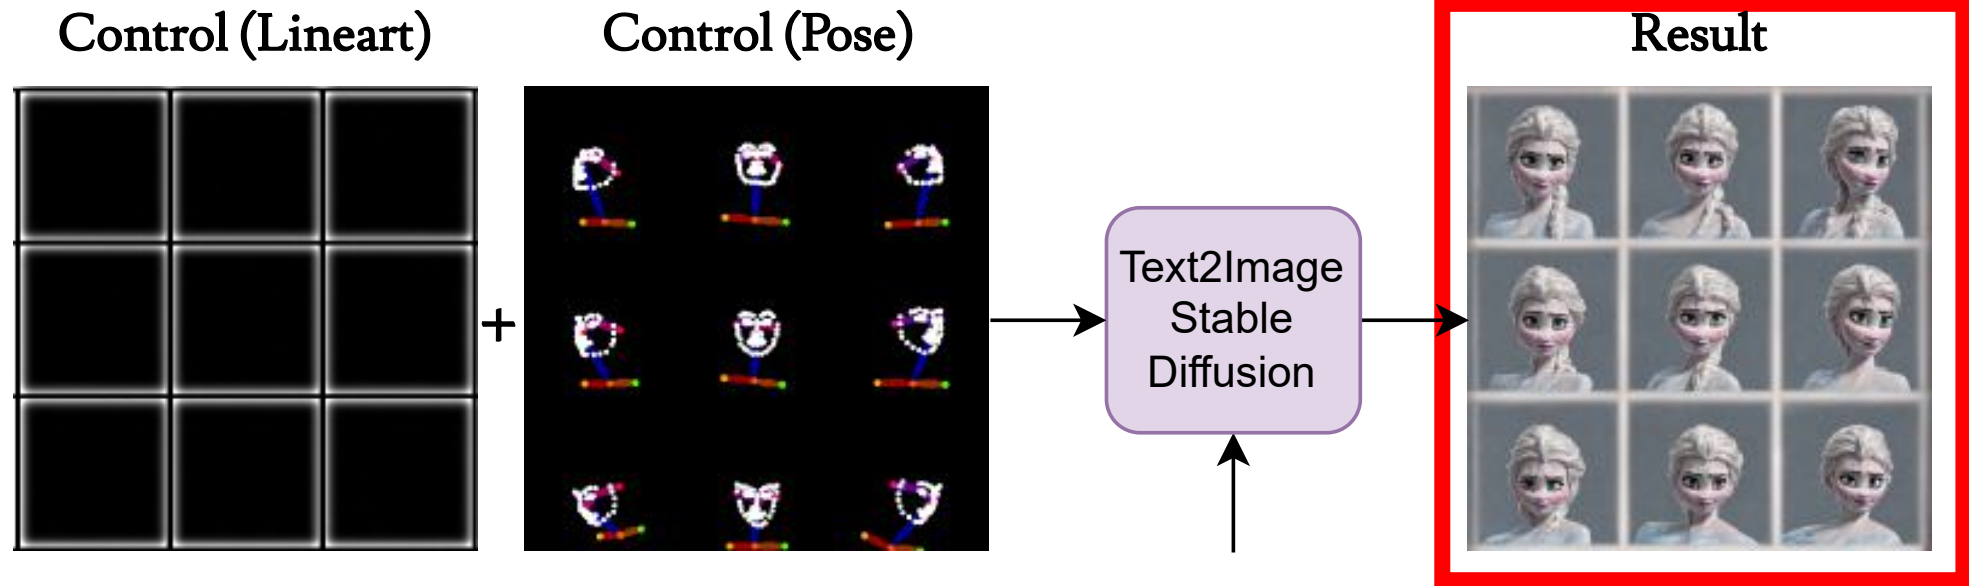 Control (Lineart)
Control (Pose)
Result
+
Text2Image
Stable
Diffusion